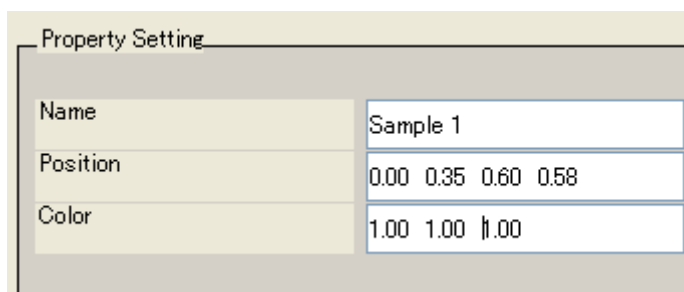 Property Setting
Name
Sample 1
Position
0.00 0.35 0.60 0.58
Color
1.00 1.00 1.00